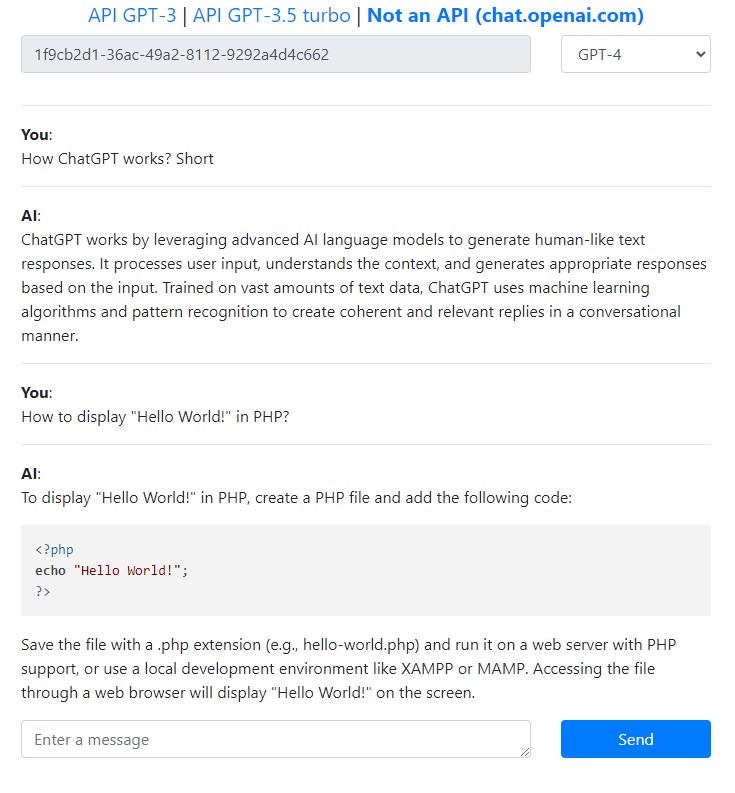 API GPT-3 | API GPT-3.5 turbo | Not an API (chat.openai.com)
1f9cb2d1-36ac-49a2-8112-9292a4d4c662
GPT-4
You:
How ChatGPT works? Short
AI:
ChatGPT works by leveraging advanced AI language models to generate human-like text
responses. It processes user input, understands the context, and generates appropriate responses
based on the input. Trained on vast amounts of text data, ChatGPT uses machine learning
algorithms and pattern recognition to create coherent and relevant replies in a conversational
manner.
You:
How to display "Hello World!" in PHP?
AI:
To display "Hello World!" in PHP, create a PHP file and add the following code:
<?php
echo "Hello World!";
?>
Save the file with a .php extension (e.g., hello-world.php) and run it on a web server with PHP
support, or use a local development environment like XAMPP or MAMP. Accessing the file
through a web browser will display "Hello World!" on the screen.
Enter a message
Send